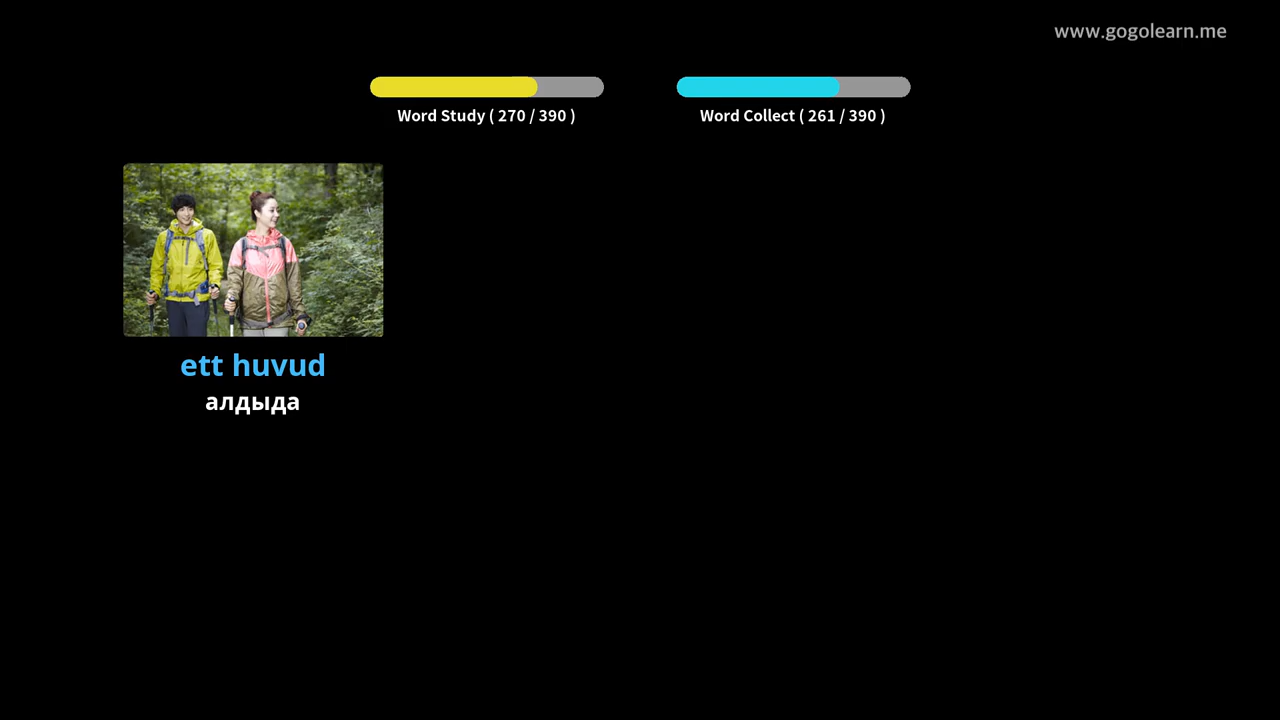 www.gogolearn.me
Word Study ( 270 / 390 )
Word Collect ( 261 / 390 )
ett huvud
алдыда